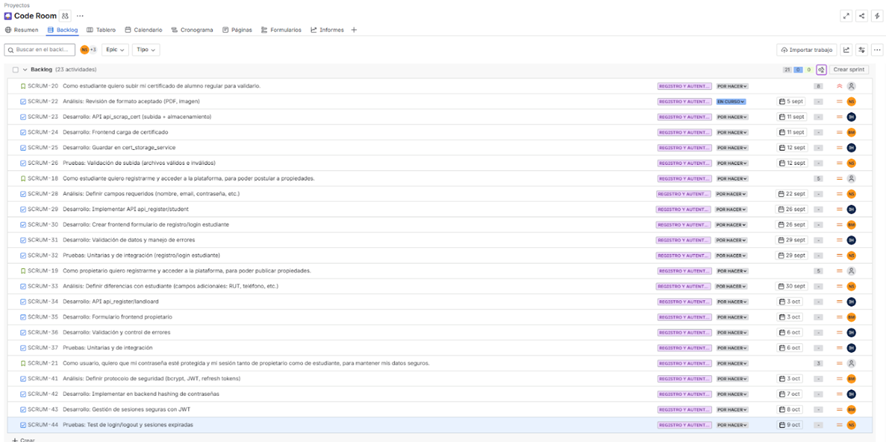 Proyectos
Code Room
Resumen Backlog Tablero Calendario Cronograma Páginas Formularios Informes
Buscar en el backl... +3 Epic Tipo Importar trabajo
Backlog (23 actividades) Crear sprint
SCRUM-20 Como estudiante quiero subir mi certificado de alumno regular para validarlo. REGISTRO Y AUTENT... POR HACER 8
SCRUM-22 Análisis: Revisión de formato aceptado (PDF, imagen) REGISTRO Y AUTENT... EN CURSO 5 sept -
SCRUM-23 Desarrollo: API api_scrap_cert (subida + almacenamiento) REGISTRO Y AUTENT... POR HACER 11 sept -
SCRUM-24 Desarrollo: Frontend carga de certificado REGISTRO Y AUTENT... POR HACER 11 sept -
SCRUM-25 Desarrollo: Guardar en cert_storage_service REGISTRO Y AUTENT... POR HACER 12 sept -
SCRUM-26 Pruebas: Validación de subida (archivos válidos e inválidos) REGISTRO Y AUTENT... POR HACER 12 sept -
SCRUM-18 Como estudiante quiero registrarme y acceder a la plataforma, para poder postular a propiedades. REGISTRO Y AUTENT... POR HACER 5
SCRUM-28 Análisis: Definir campos requeridos (nombre, email, contraseña, etc.) REGISTRO Y AUTENT... POR HACER 22 sept -
SCRUM-29 Desarrollo: Implementar API api_register/student REGISTRO Y AUTENT... POR HACER 26 sept -
SCRUM-30 Desarrollo: Crear frontend formulario de registro/login estudiante REGISTRO Y AUTENT... POR HACER 26 sept -
SCRUM-31 Desarrollo: Validación de datos y manejo de errores REGISTRO Y AUTENT... POR HACER 29 sept -
SCRUM-32 Pruebas: Unitarias y de integración (registro/login estudiante) REGISTRO Y AUTENT... POR HACER 29 sept -
SCRUM-19 Como propietario quiero registrarme y acceder a la plataforma, para poder publicar propiedades. REGISTRO Y AUTENT... POR HACER 5
SCRUM-33 Análisis: Definir diferencias con estudiante (campos adicionales: RUT, teléfono, etc.) REGISTRO Y AUTENT... POR HACER 30 sept -
SCRUM-34 Desarrollo: API api_register/landloard REGISTRO Y AUTENT... POR HACER 3 oct -
SCRUM-35 Desarrollo: Formulario frontend propietario REGISTRO Y AUTENT... POR HACER 3 oct -
SCRUM-36 Desarrollo: Validación y control de errores REGISTRO Y AUTENT... POR HACER 6 oct -
SCRUM-37 Pruebas: Unitarias y de integración REGISTRO Y AUTENT... POR HACER 6 oct -
SCRUM-21 Como usuario, quiero que mi contraseña esté protegida y mi sesión tanto de propietario como de estudiante, para mantener mis datos seguros. REGISTRO Y AUTENT... POR HACER 3
SCRUM-41 Análisis: Definir protocolo de seguridad (bcrypt, JWT, refresh tokens) REGISTRO Y AUTENT... POR HACER 3 oct -
SCRUM-42 Desarrollo: Implementar en backend hashing de contraseñas REGISTRO Y AUTENT... POR HACER 7 oct -
SCRUM-43 Desarrollo: Gestión de sesiones seguras con JWT REGISTRO Y AUTENT... POR HACER 8 oct -
SCRUM-44 Pruebas: Test de login/logout y sesiones expiradas REGISTRO Y AUTENT... POR HACER 9 oct -
Crear